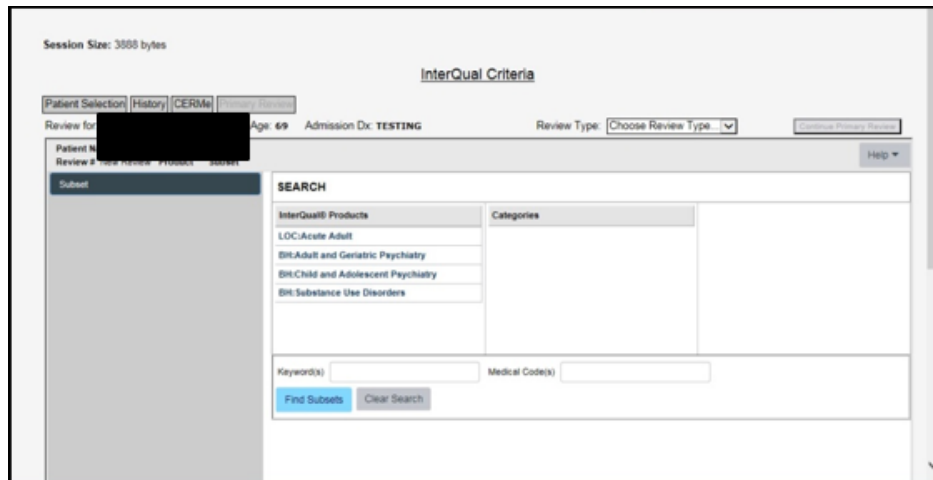 Session Size: 3888 bytes
InterQual Criteria
Patient Selection History CERMe Primary Review
Review for Age: 69 Admission Dx: TESTING Review Type: Choose Review Type... Continue Primary Review
Patient N
Review # New Review Product Subset
Help
Subset
SEARCH
InterQual® Products Categories
LOC:Acute Adult
BH:Adult and Geriatric Psychiatry
BH:Child and Adolescent Psychiatry
BH:Substance Use Disorders
Keyword(s) Medical Code(s)
Find Subsets Clear Search